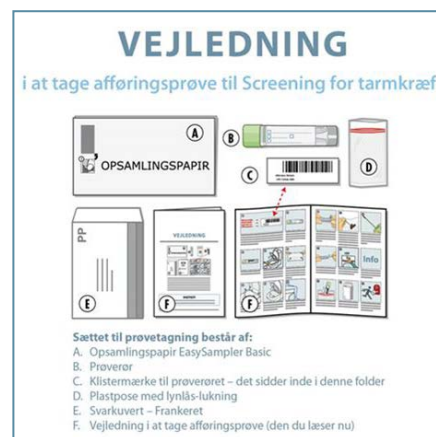 VEJLEDNING
i at tage afføringsprøve til Screening for tarmkræf
A
OPSAMLINGSPAPIR
B
C
D
PP
E
VEJLEDNING
F
Info
F
Sættet til prøvetagning består af:
A. Opsamlingspapir EasySampler Basic
B. Prøverør
C. Klistermærke til prøverøret – det sidder inde i denne folder
D. Plastpose med lynlås-lukning
E. Svarkuvert – Frankeret
F. Vejledning i at tage afføringsprøve (den du læser nu)